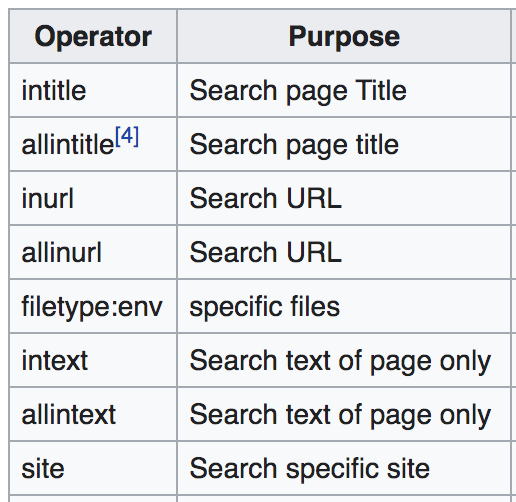 Operator Purpose
intitle Search page Title
allintitle[4] Search page title
inurl Search URL
allinurl Search URL
filetype:env specific files
intext Search text of page only
allintext Search text of page only
site Search specific site